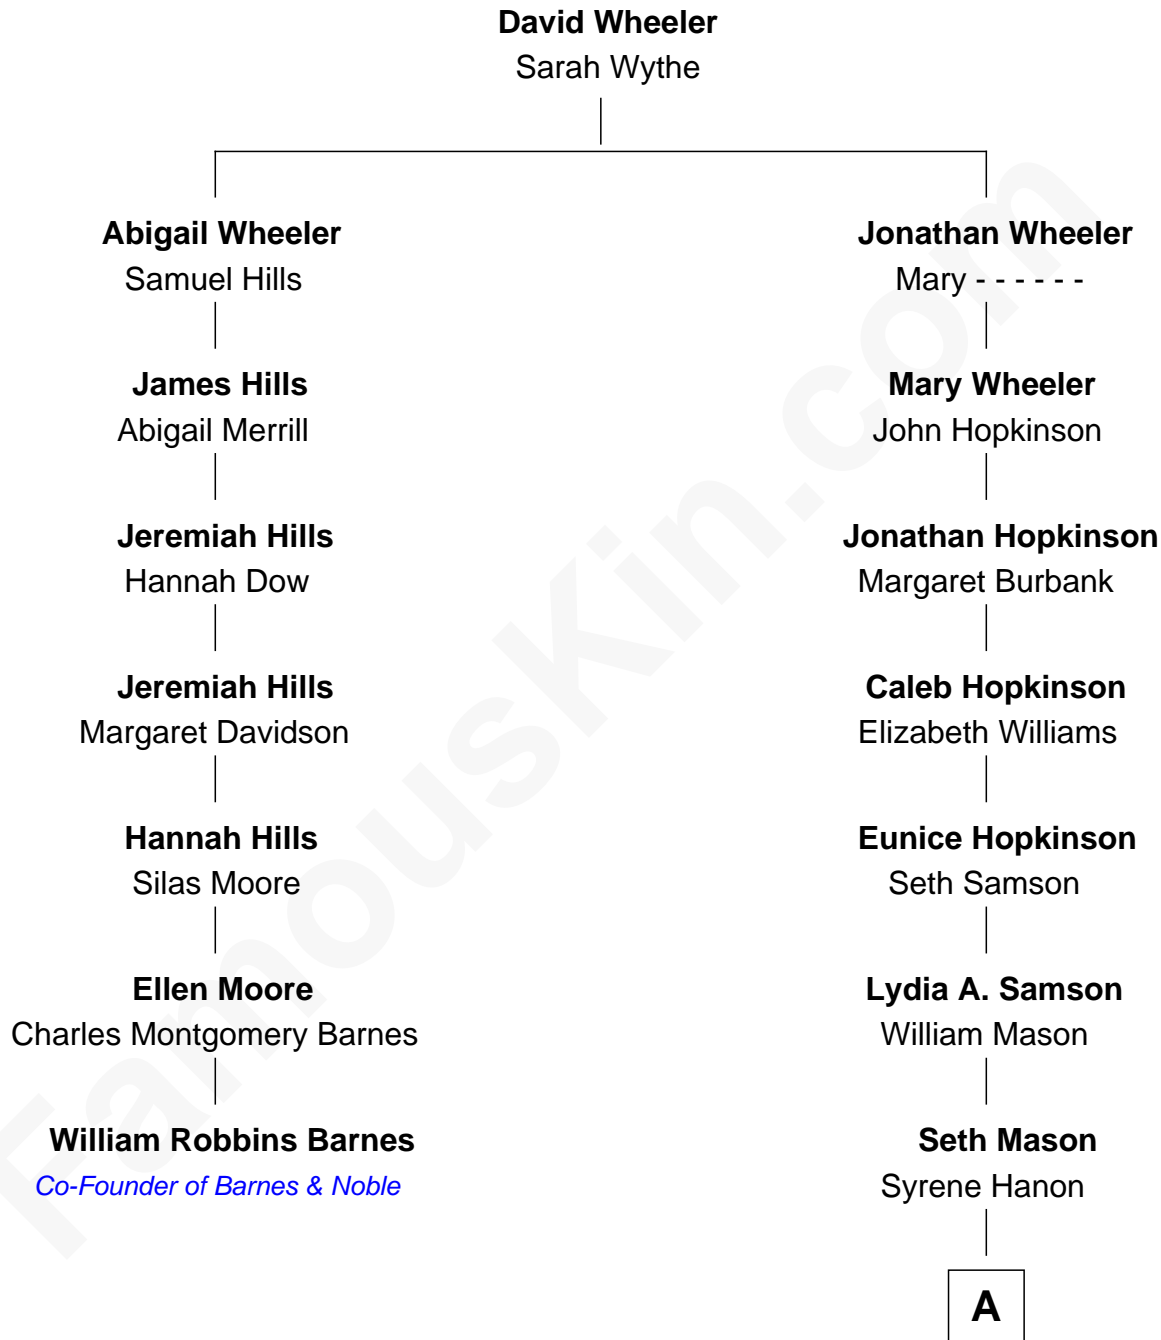 David Wheeler
Sarah Wythe
Abigail Wheeler
Samuel Hills
James Hills
Abigail Merrill
Jeremiah Hills
Hannah Dow
Jeremiah Hills
Margaret Davidson
Hannah Hills
Silas Moore
Ellen Moore
Charles Montgomery Barnes
William Robbins Barnes
Co-Founder of Barnes & Noble
Jonathan Wheeler
Mary - - - - - -
Mary Wheeler
John Hopkinson
Jonathan Hopkinson
Margaret Burbank
Caleb Hopkinson
Elizabeth Williams
Eunice Hopkinson
Seth Samson
Lydia A. Samson
William Mason
Seth Mason
Syrene Hanon
A
FamousKin.com